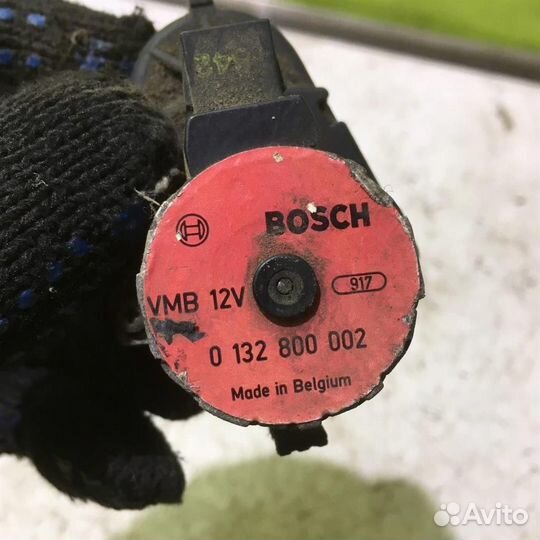 BOSCH
917
VMB 12V
0 132 800 002
Made in Belgium
Avito